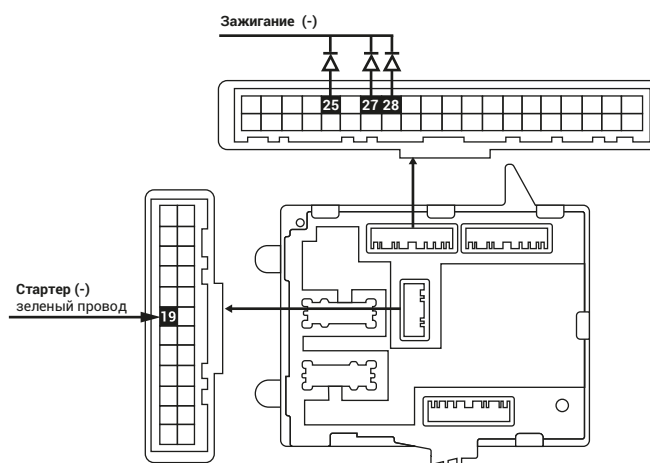 Зажигание (-)
25 27 28
Стартер (-)
зеленый провод
19